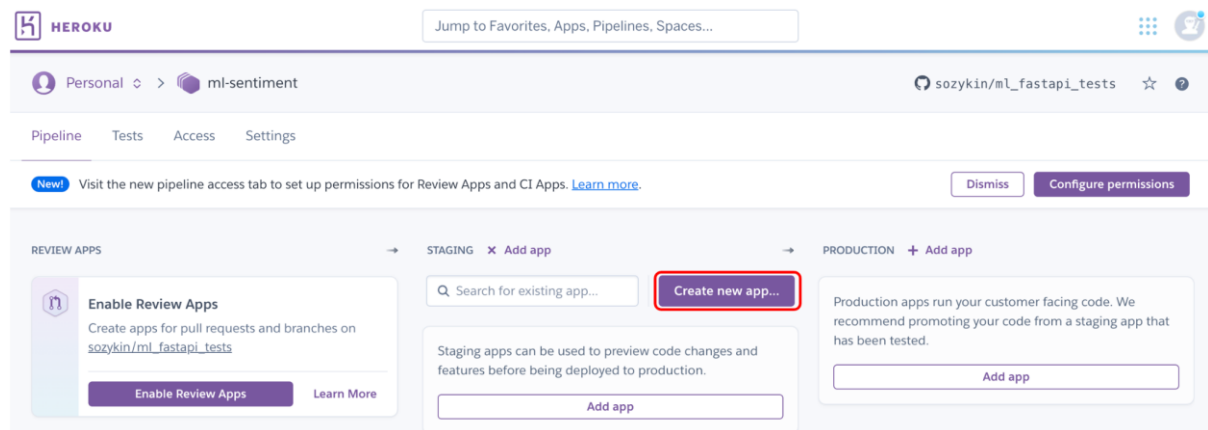 HEROKU
Jump to Favorites, Apps, Pipelines, Spaces...
Personal > ml-sentiment
sozykin/ml_fastapi_tests
Pipeline Tests Access Settings
New! Visit the new pipeline access tab to set up permissions for Review Apps and CI Apps. Learn more.
Dismiss Configure permissions
REVIEW APPS
Enable Review Apps
Create apps for pull requests and branches on
sozykin/ml_fastapi_tests
Enable Review Apps Learn More
STAGING × Add app
Search for existing app... Create new app...
Staging apps can be used to preview code changes and
features before being deployed to production.
Add app
PRODUCTION + Add app
Production apps run your customer facing code. We
recommend promoting your code from a staging app that
has been tested.
Add app